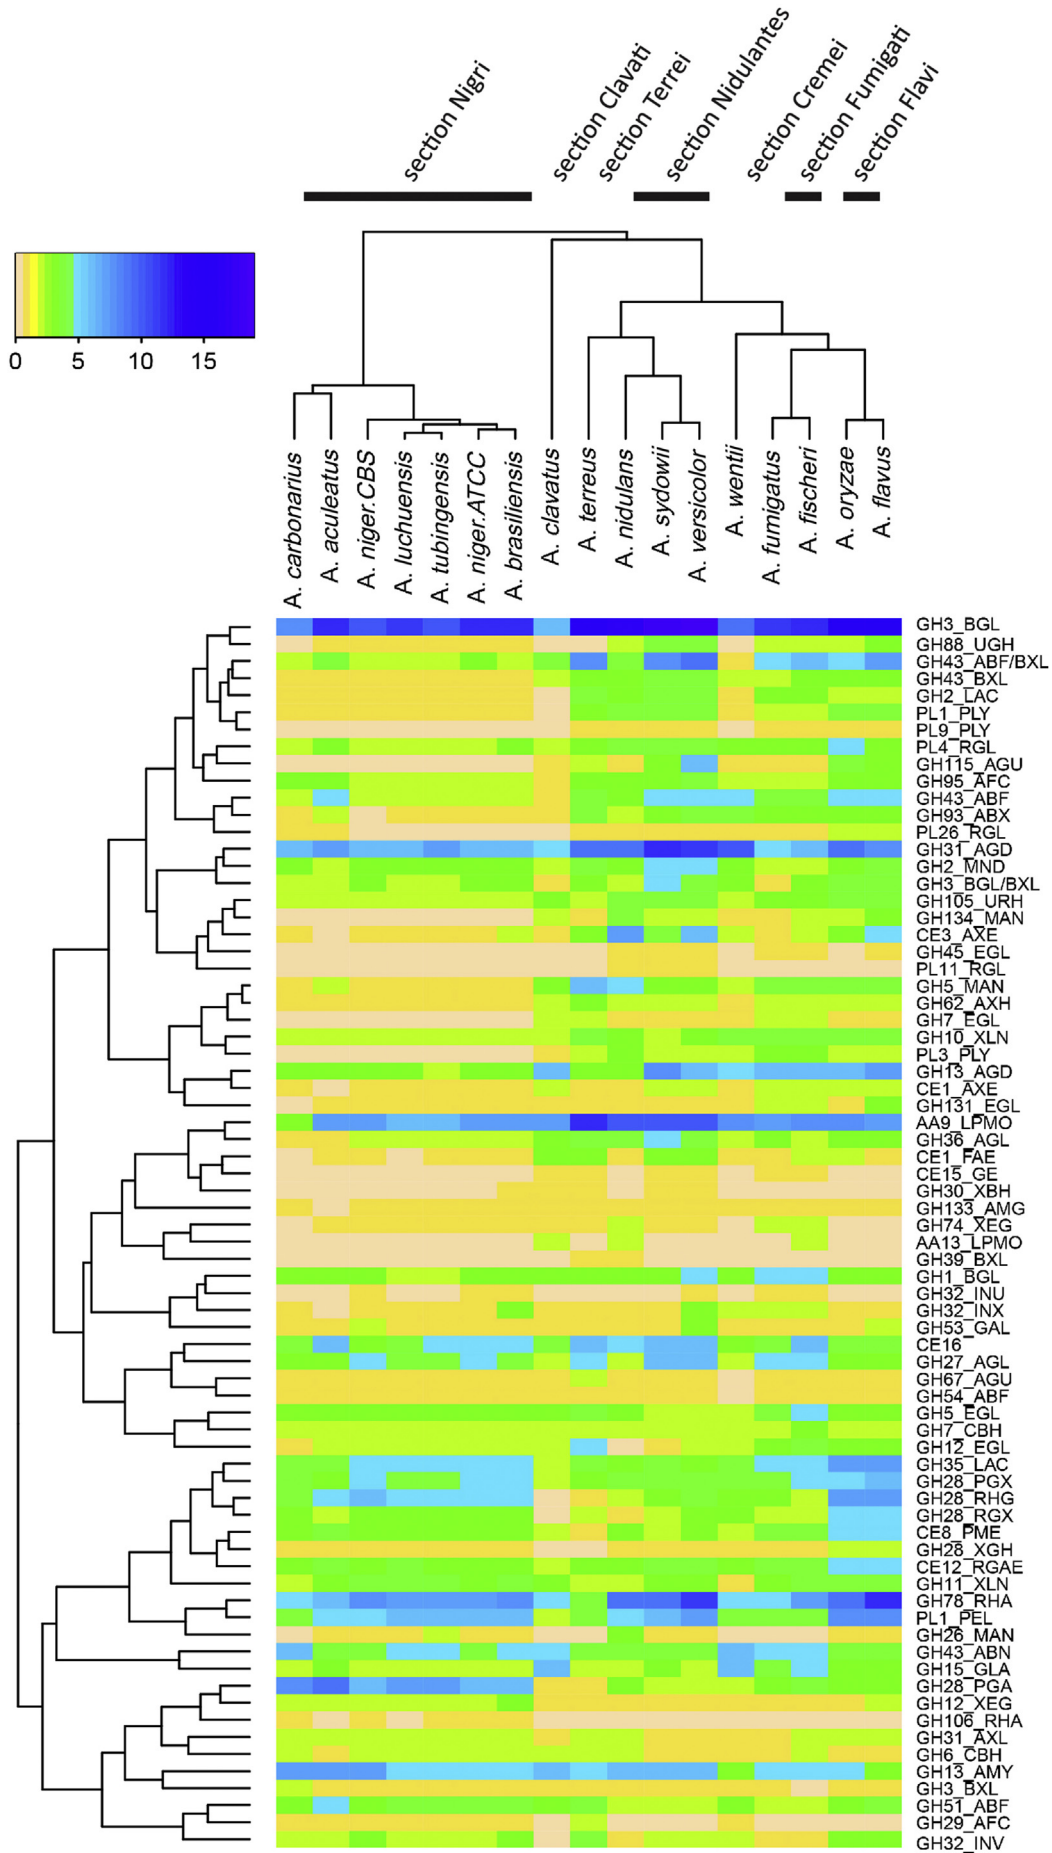 section Nigri
section Clavati
section Terrei
section Nidulantes
section Cremei
section Fumigati
section Flavi
0 5 10 15
A. carbonarius
A. aculeatus
A. niger.CBS
A. luchuensis
A. tubingensis
A. niger.ATCC
A. brasiliensis
A. clavatus
A. terreus
A. nidulans
A. sydowii
A. versicolor
A. wentii
A. fumigatus
A. fischeri
A. oryzae
A. flavus
GH3_BGL
GH88_UGH
GH43_ABF/BXL
GH43_BXL
GH2_LAC
PL1_PLY
PL9_PLY
PL4_RGL
GH115_AGU
GH95_AFC
GH43_ABF
GH93_ABX
PL26_RGL
GH31_AGD
GH2_MND
GH3_BGL/BXL
GH105_URH
GH134_MAN
CE3_AXE
GH45_EGL
PL11_RGL
GH5_MAN
GH62_AXH
GH7_EGL
GH10_XLN
PL3_PLY
GH13_AGD
CE1_AXE
GH131_EGL
AA9_LPMO
GH36_AGL
CE1_FAE
CE15_GE
GH30_XBH
GH133_AMG
GH74_XEG
AA13_LPMO
GH39_BXL
GH1_BGL
GH32_INU
GH32_INX
GH53_GAL
CE16
GH27_AGL
GH67_AGU
GH54_ABF
GH5_EGL
GH7_CBH
GH12_EGL
GH35_LAC
GH28_PGX
GH28_RHG
GH28_RGX
CE8_PME
GH28_XGH
CE12_RGAE
GH11_XLN
GH78_RHA
PL1_PEL
GH26_MAN
GH43_ABN
GH15_GLA
GH28_PGA
GH12_XEG
GH106_RHA
GH31_AXL
GH6_CBH
GH13_AMY
GH3_BXL
GH51_ABF
GH29_AFC
GH32_INV